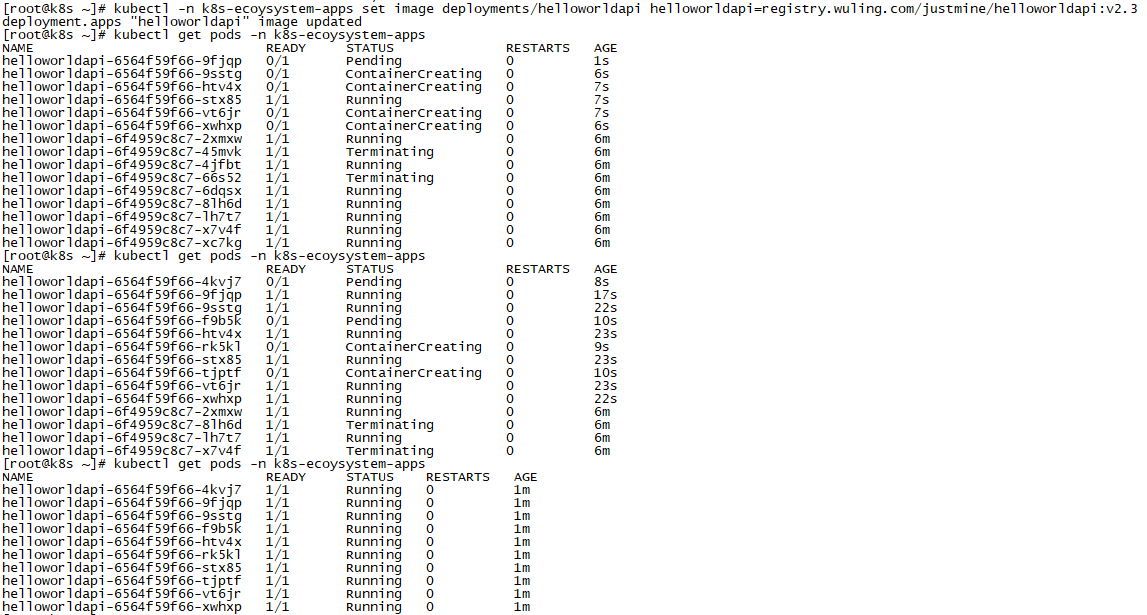 [root@k8s ~]# kubectl -n k8s-ecoysystem-apps set image deployments/helloworldapi helloworldapi=registry.wuling.com/justmine/helloworldapi:v2.3
deployment.apps "helloworldapi" image updated
[root@k8s ~]# kubectl get pods -n k8s-ecoysystem-apps
NAME READY STATUS RESTARTS AGE
helloworldapi-6564f59f66-9fjqp 0/1 Pending 0 1s
helloworldapi-6564f59f66-9sstg 0/1 ContainerCreating 0 6s
helloworldapi-6564f59f66-htv4x 0/1 ContainerCreating 0 7s
helloworldapi-6564f59f66-stx85 1/1 Running 0 7s
helloworldapi-6564f59f66-vt6jr 0/1 ContainerCreating 0 7s
helloworldapi-6564f59f66-xwhxp 0/1 ContainerCreating 0 6s
helloworldapi-6f4959c8c7-2xmxw 1/1 Running 0 6m
helloworldapi-6f4959c8c7-45mvk 1/1 Terminating 0 6m
helloworldapi-6f4959c8c7-4jfbt 1/1 Running 0 6m
helloworldapi-6f4959c8c7-66s52 1/1 Terminating 0 6m
helloworldapi-6f4959c8c7-6dqsx 1/1 Running 0 6m
helloworldapi-6f4959c8c7-8lh6d 1/1 Running 0 6m
helloworldapi-6f4959c8c7-lh7t7 1/1 Running 0 6m
helloworldapi-6f4959c8c7-x7v4f 1/1 Running 0 6m
helloworldapi-6f4959c8c7-xc7kg 1/1 Running 0 6m
[root@k8s ~]# kubectl get pods -n k8s-ecoysystem-apps
NAME READY STATUS RESTARTS AGE
helloworldapi-6564f59f66-4kvj7 0/1 Pending 0 8s
helloworldapi-6564f59f66-9fjqp 1/1 Running 0 17s
helloworldapi-6564f59f66-9sstg 1/1 Running 0 22s
helloworldapi-6564f59f66-f9b5k 0/1 Pending 0 10s
helloworldapi-6564f59f66-htv4x 1/1 Running 0 23s
helloworldapi-6564f59f66-rk5kl 0/1 ContainerCreating 0 9s
helloworldapi-6564f59f66-stx85 1/1 Running 0 23s
helloworldapi-6564f59f66-tjptf 0/1 ContainerCreating 0 10s
helloworldapi-6564f59f66-vt6jr 1/1 Running 0 23s
helloworldapi-6564f59f66-xwhxp 1/1 Running 0 22s
helloworldapi-6f4959c8c7-2xmxw 1/1 Running 0 6m
helloworldapi-6f4959c8c7-8lh6d 1/1 Terminating 0 6m
helloworldapi-6f4959c8c7-lh7t7 1/1 Running 0 6m
helloworldapi-6f4959c8c7-x7v4f 1/1 Terminating 0 6m
[root@k8s ~]# kubectl get pods -n k8s-ecoysystem-apps
NAME READY STATUS RESTARTS AGE
helloworldapi-6564f59f66-4kvj7 1/1 Running 0 1m
helloworldapi-6564f59f66-9fjqp 1/1 Running 0 1m
helloworldapi-6564f59f66-9sstg 1/1 Running 0 1m
helloworldapi-6564f59f66-f9b5k 1/1 Running 0 1m
helloworldapi-6564f59f66-htv4x 1/1 Running 0 1m
helloworldapi-6564f59f66-rk5kl 1/1 Running 0 1m
helloworldapi-6564f59f66-stx85 1/1 Running 0 1m
helloworldapi-6564f59f66-tjptf 1/1 Running 0 1m
helloworldapi-6564f59f66-vt6jr 1/1 Running 0 1m
helloworldapi-6564f59f66-xwhxp 1/1 Running 0 1m